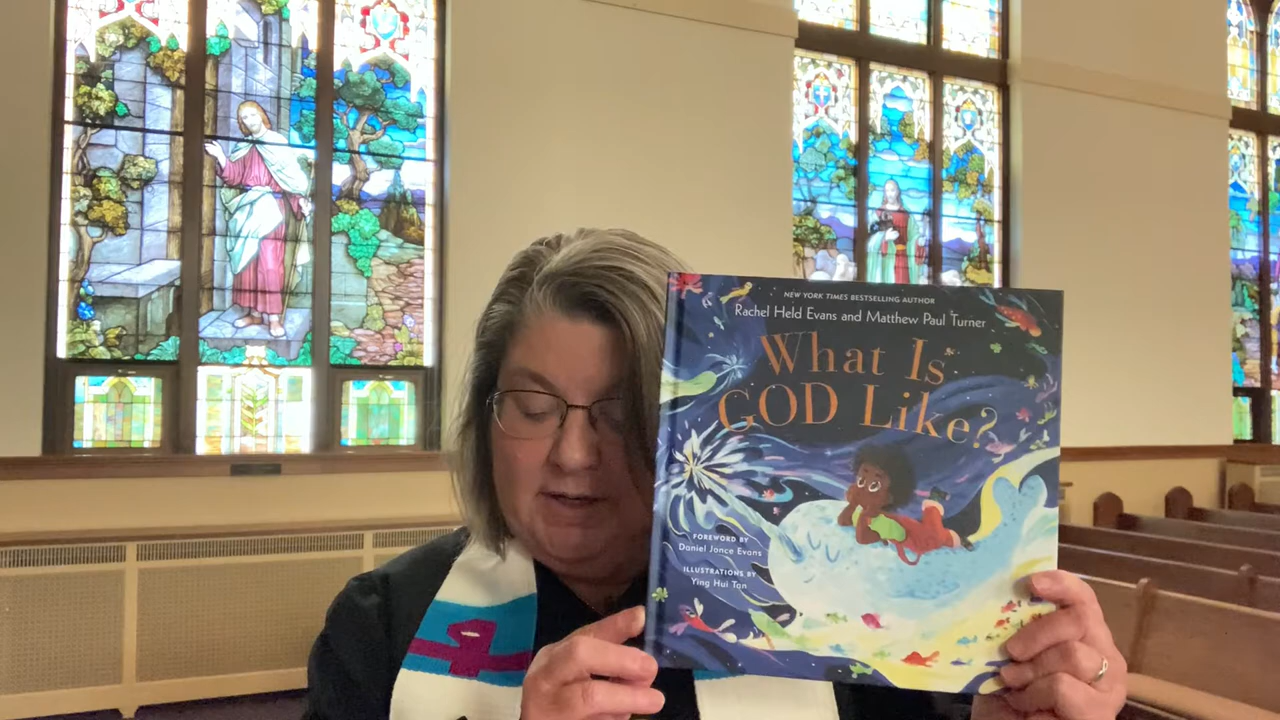 NEW YORK TIMES BESTSELLING AUTHOR
Rachel Held Evans and Matthew Paul Turner
What Is
GOD Like?
FOREWORD BY
Daniel Jonce Evans
ILLUSTRATIONS BY
Ying Hui Tan